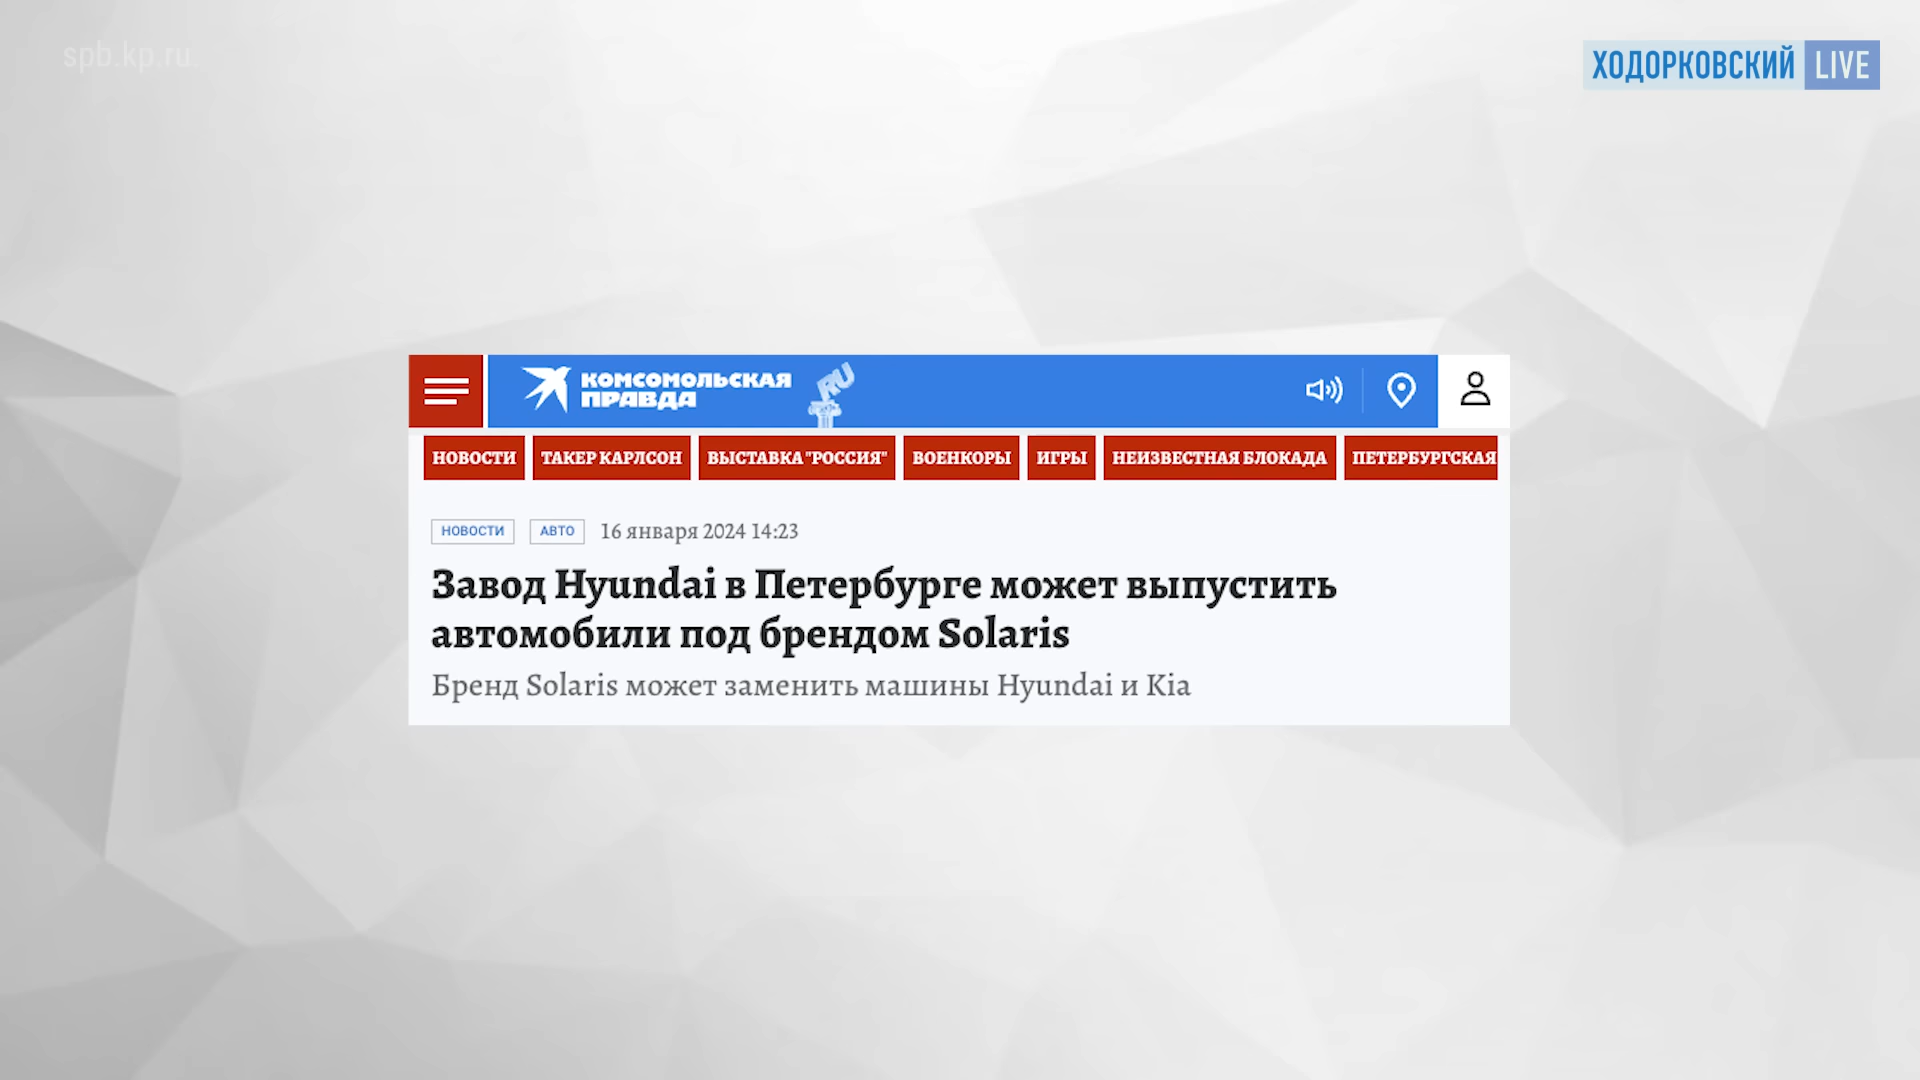 spb.kp.ru.
ХОДОРКОВСКИЙ LIVE
КОМСОМОЛЬСКАЯ
ПРАВДА
RU
НОВОСТИ ТАКЕР КАРЛСОН ВЫСТАВКА "РОССИЯ" ВОЕНКОРЫ ИГРЫ НЕИЗВЕСТНАЯ БЛОКАДА ПЕТЕРБУРГСКАЯ
НОВОСТИ АВТО 16 января 2024 14:23
Завод Hyundai в Петербурге может выпустить
автомобили под брендом Solaris
Бренд Solaris может заменить машины Hyundai и Kia